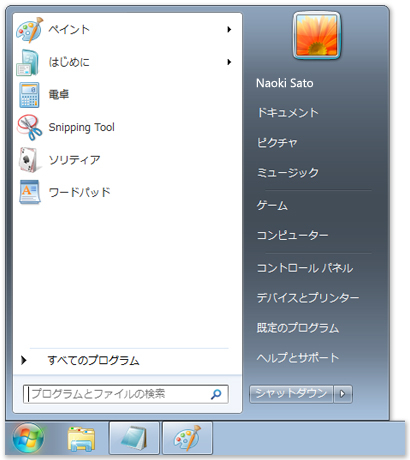 ペイント
はじめに
電卓
Snipping Tool
ソリティア
ワードパッド
すべてのプログラム
プログラムとファイルの検索
Naoki Sato
ドキュメント
ピクチャ
ミュージック
ゲーム
コンピューター
コントロール パネル
デバイスとプリンター
既定のプログラム
ヘルプとサポート
シャットダウン